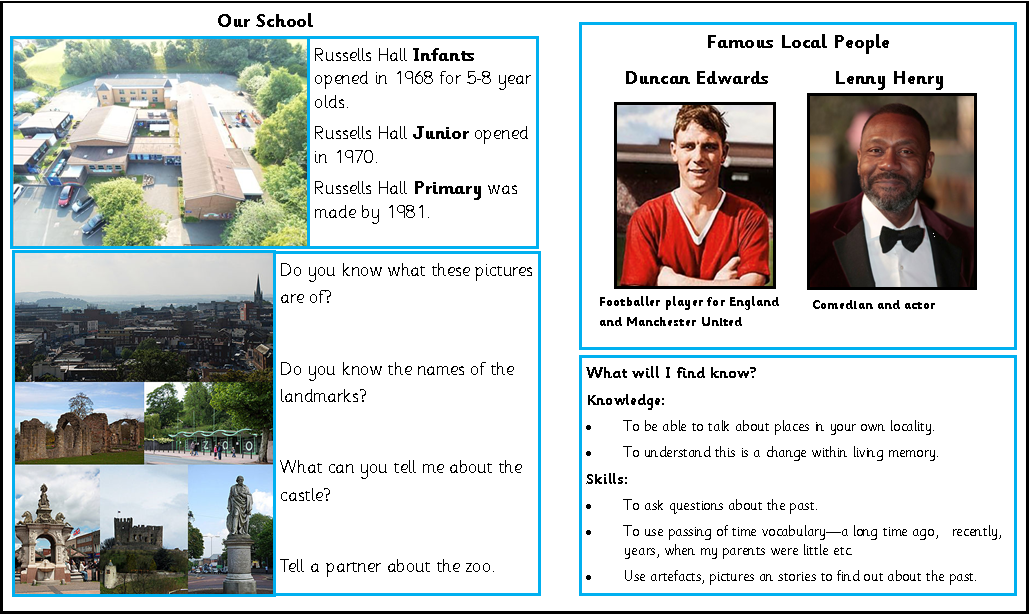 Our School
Russells Hall Infants
opened in 1968 for 5-8 year
olds.
Russells Hall Junior opened
in 1970.
Russells Hall Primary was
made by 1981.
Do you know what these pictures
are of?
Do you know the names of the
landmarks?
What can you tell me about the
castle?
Tell a partner about the zoo.
ZOO
Famous Local People
Duncan Edwards
Lenny Henry
Footballer player for England
and Manchester United
Comedian and actor
What will I find know?
Knowledge:
• To be able to talk about places in your own locality.
• To understand this is a change within living memory.
Skills:
• To ask questions about the past.
• To use passing of time vocabulary—a long time ago, recently,
years, when my parents were little etc.
• Use artefacts, pictures an stories to find out about the past.